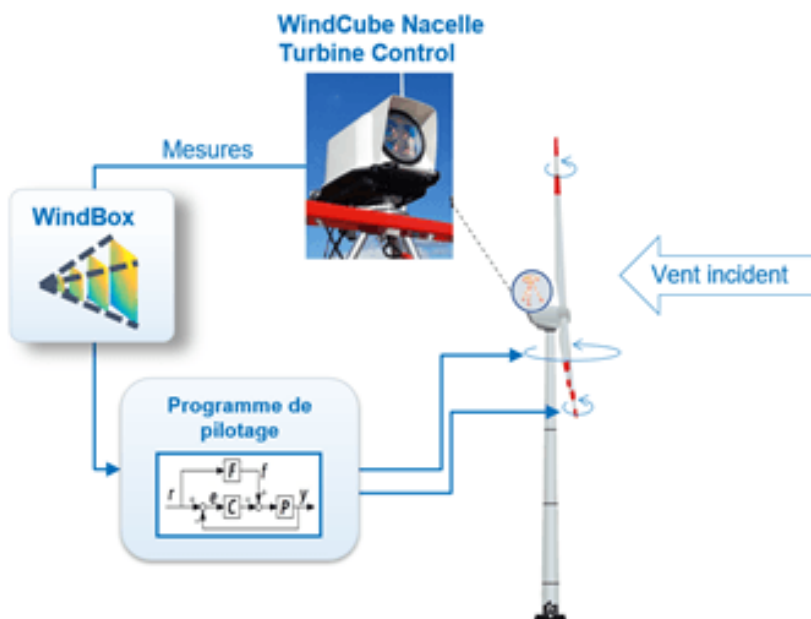 WindCube Nacelle
Turbine Control
Mesures
WindBox
Vent incident
Programme de
pilotage
F f
r e C P y